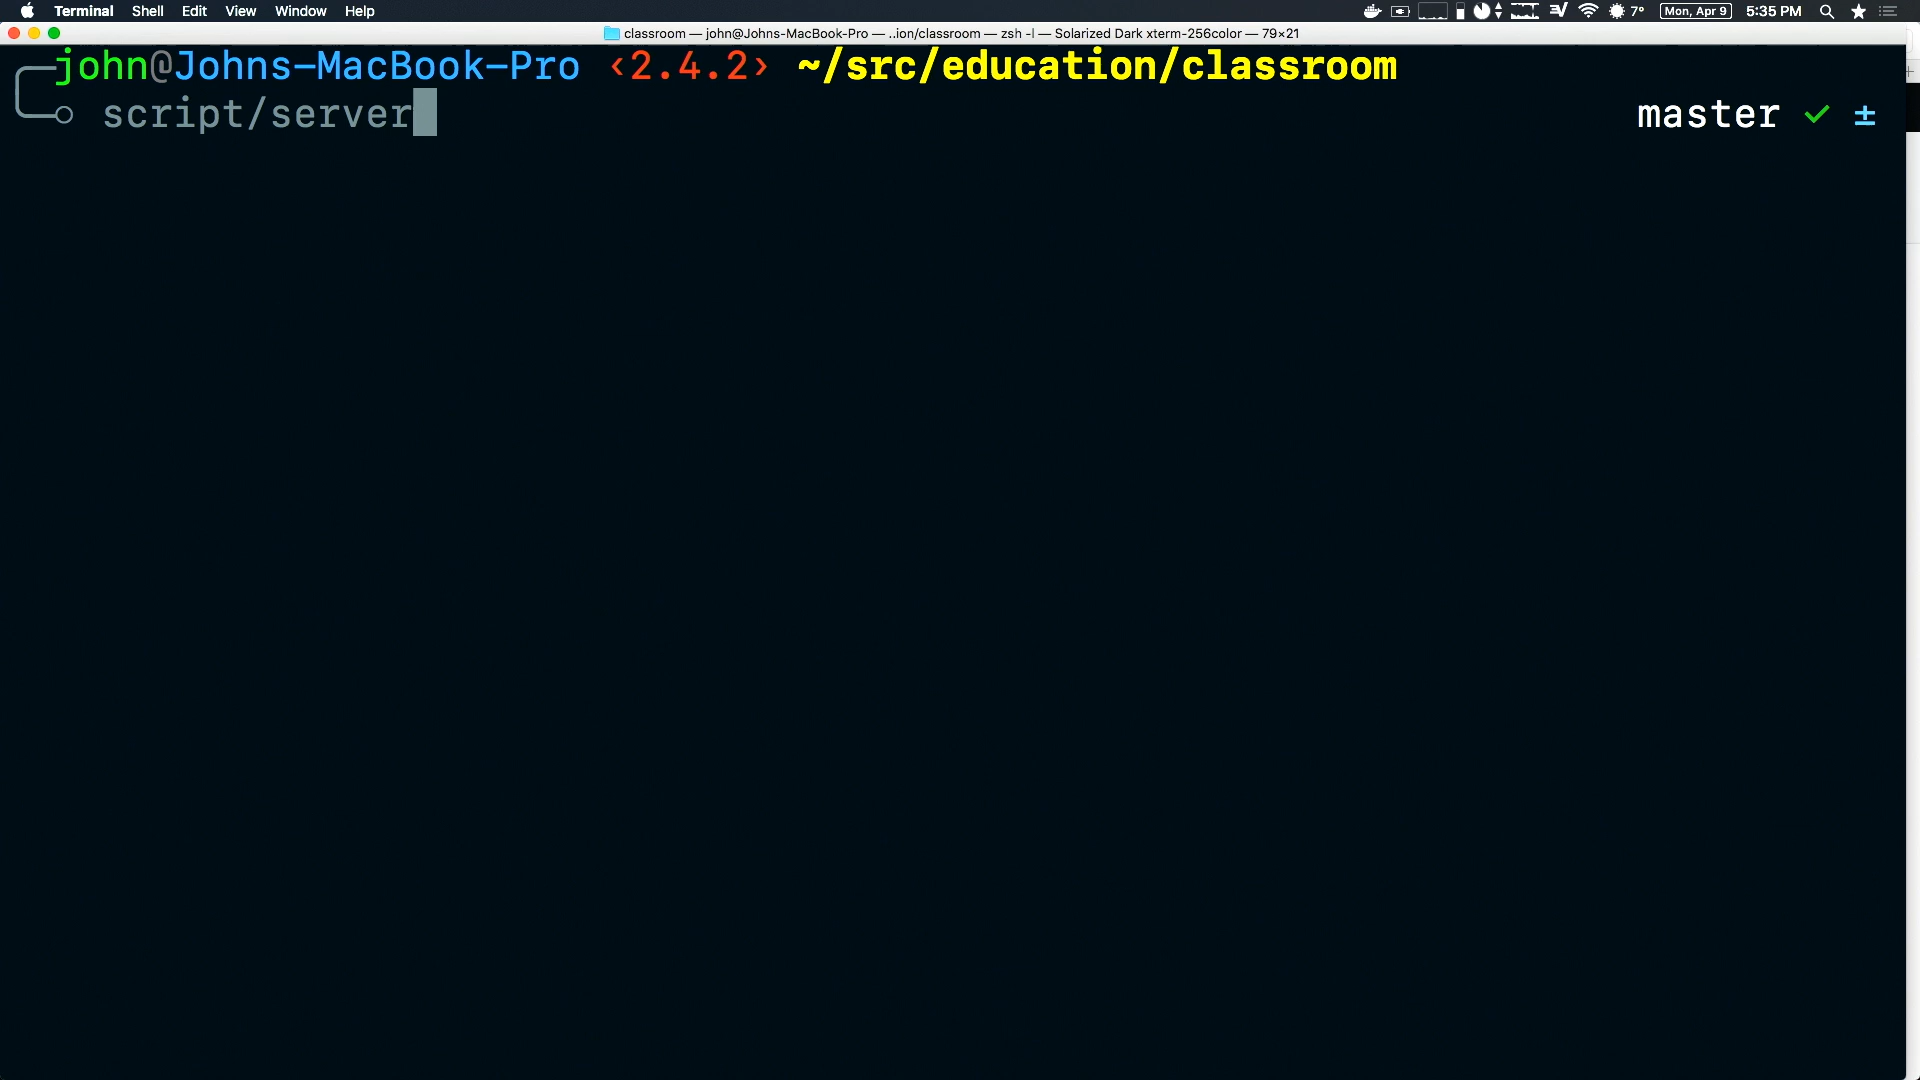 Terminal Shell Edit View Window Help 7° Mon, Apr 9 5:35 PM
classroom — john@Johns-MacBook-Pro — ..ion/classroom — zsh -l — Solarized Dark xterm-256color — 79×21
john@Johns-MacBook-Pro ‹2.4.2› ~/src/education/classroom
script/server master ✓ ±